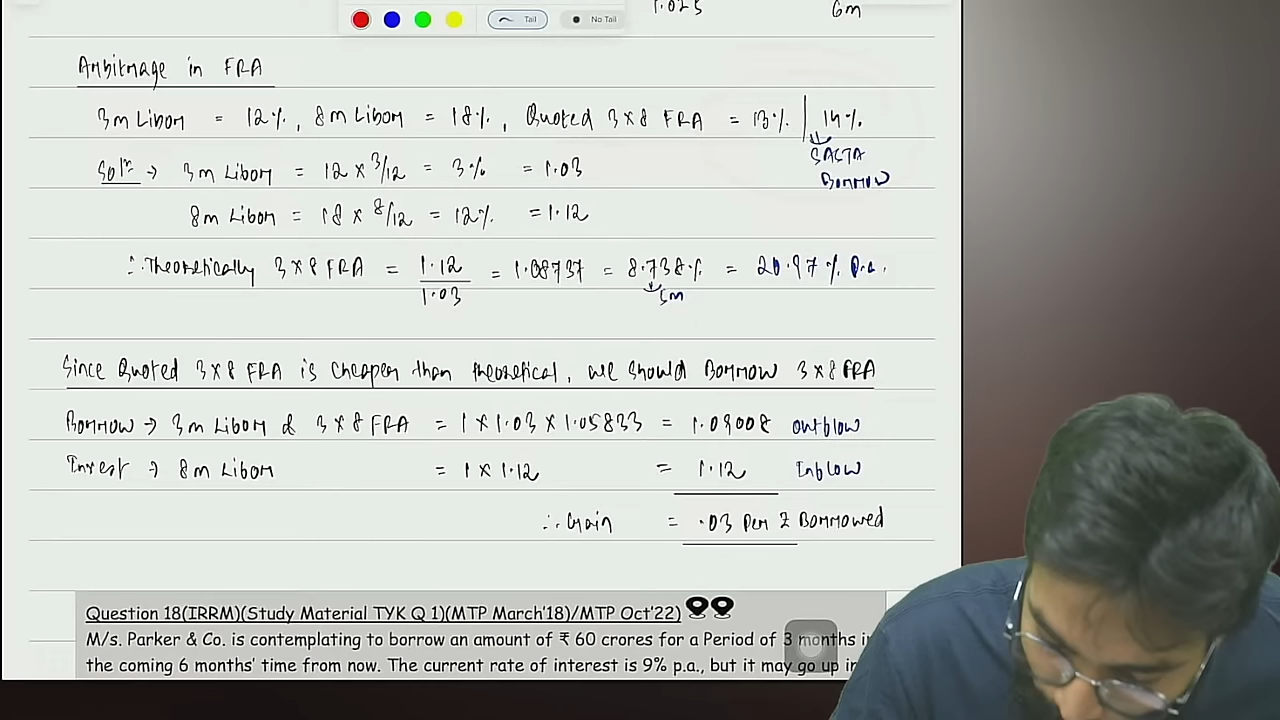 1.025 6m
Tail No Tail
Arbitrage in FRA
3m Libor = 12%, 8m Libor = 18%, Quoted 3x8 FRA = 13% | 14%
SASTA
Borrow
Soln → 3m Libor = 12 x 3/12 = 3% = 1.03
8m Libor = 18 x 8/12 = 12% = 1.12
∴ Theoretically 3x8 FRA = 1.12/1.03 = 1.08737 = 8.738% = 20.97% p.a.
5m
Since Quoted 3x8 FRA is cheaper than theoretical, we should Borrow 3x8 FRA
Borrow → 3m Libor & 3x8 FRA = 1 x 1.03 x 1.05833 = 1.09008 outflow
Invest → 8m Libor = 1 x 1.12 = 1.12 Inflow
∴ Gain = .03 Per ₹ Borrowed
Question 18(IRRM)(Study Material TYK Q 1)(MTP March'18)/MTP Oct'22)
M/s. Parker & Co. is contemplating to borrow an amount of ₹ 60 crores for a Period of 3 months in
the coming 6 months' time from now. The current rate of interest is 9% p.a., but it may go up in